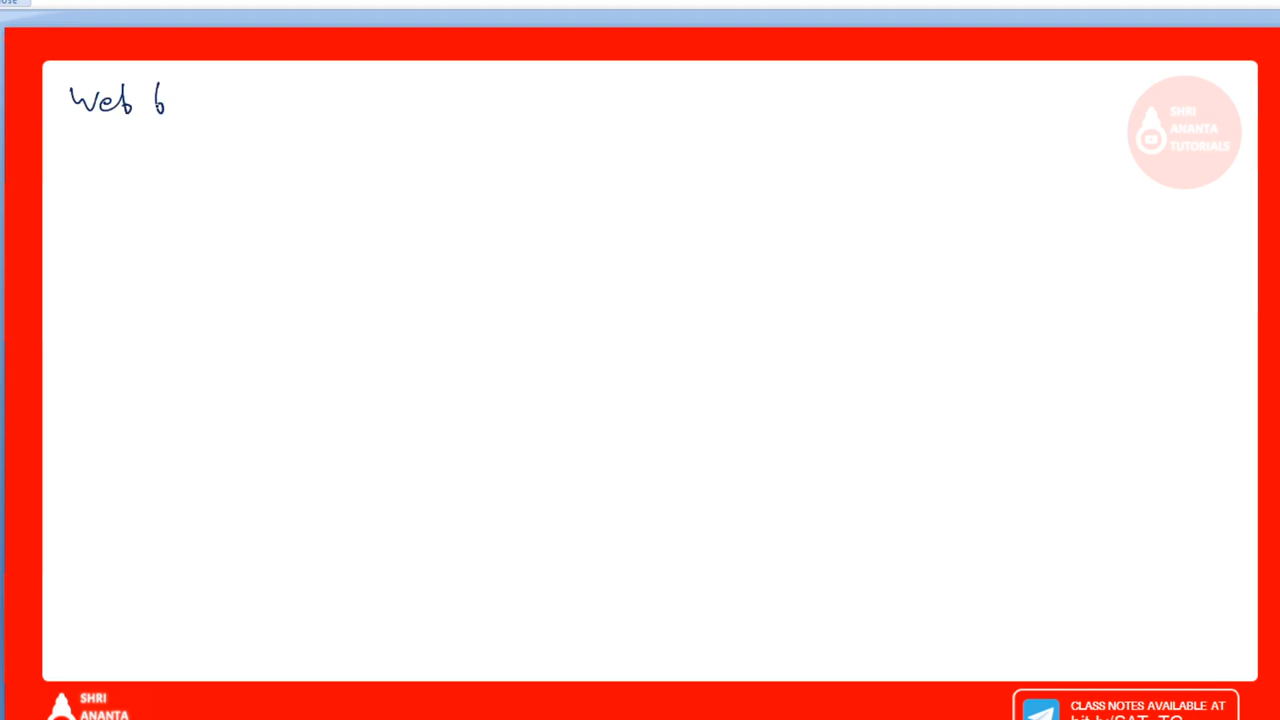 Web b
SHRI
ANANTA
TUTORIALS
SHRI
ANANTA
CLASS NOTES AVAILABLE AT